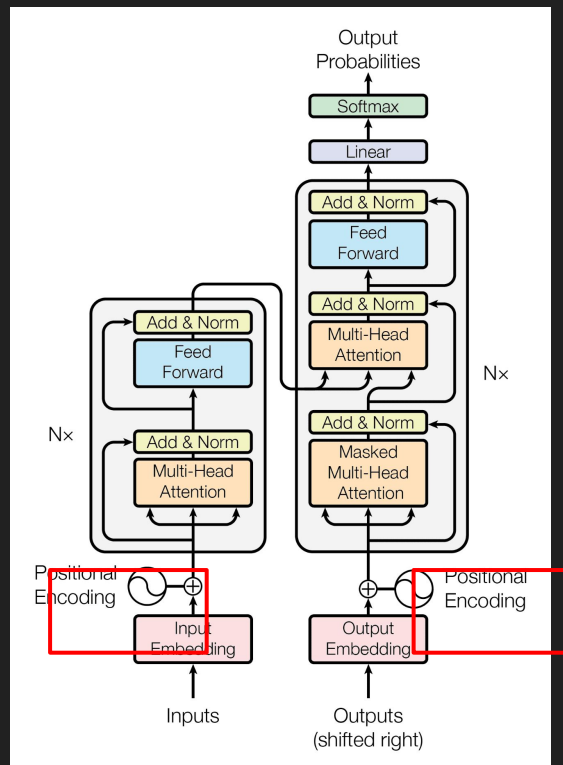 Output
Probabilities
Softmax
Linear
Add & Norm
Feed
Forward
Add & Norm
Multi-Head
Attention
Add & Norm
Masked
Multi-Head
Attention
Nx
Add & Norm
Feed
Forward
Add & Norm
Multi-Head
Attention
Nx
Positional
Encoding
Input
Embedding
Inputs
Positional
Encoding
Output
Embedding
Outputs
(shifted right)